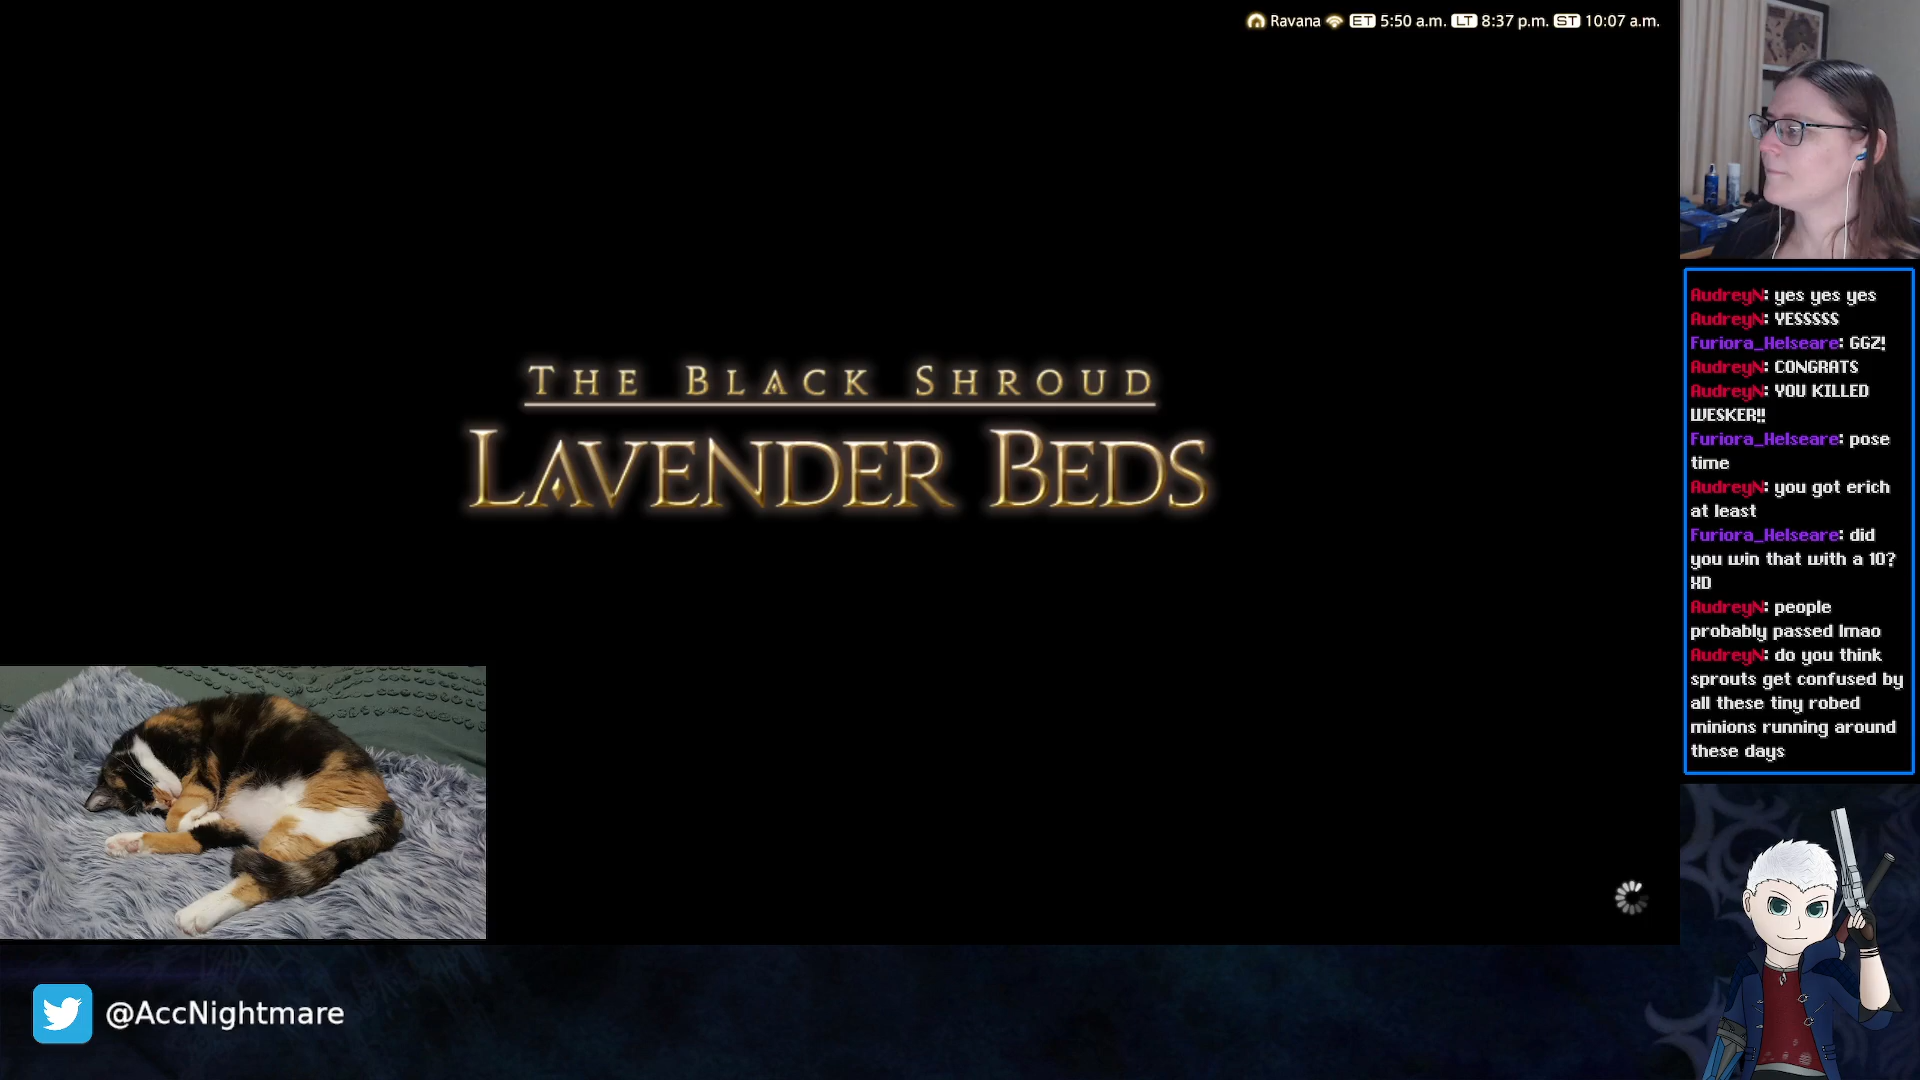 Ravana ET 5:50 a.m. LT 8:37 p.m. ST 10:07 a.m.
THE BLACK SHROUD
LAVENDER BEDS
AudreyN: yes yes yes
AudreyN: YESSSSS
Furiora_Helseare: GGZ!
AudreyN: CONGRATS
AudreyN: YOU KILLED
WESKER!!
Furiora_Helseare: pose
time
AudreyN: you got erich
at least
Furiora_Helseare: did
you win that with a 10?
XD
AudreyN: people
probably passed lmao
AudreyN: do you think
sprouts get confused by
all these tiny robed
minions running around
these days
@AccNightmare